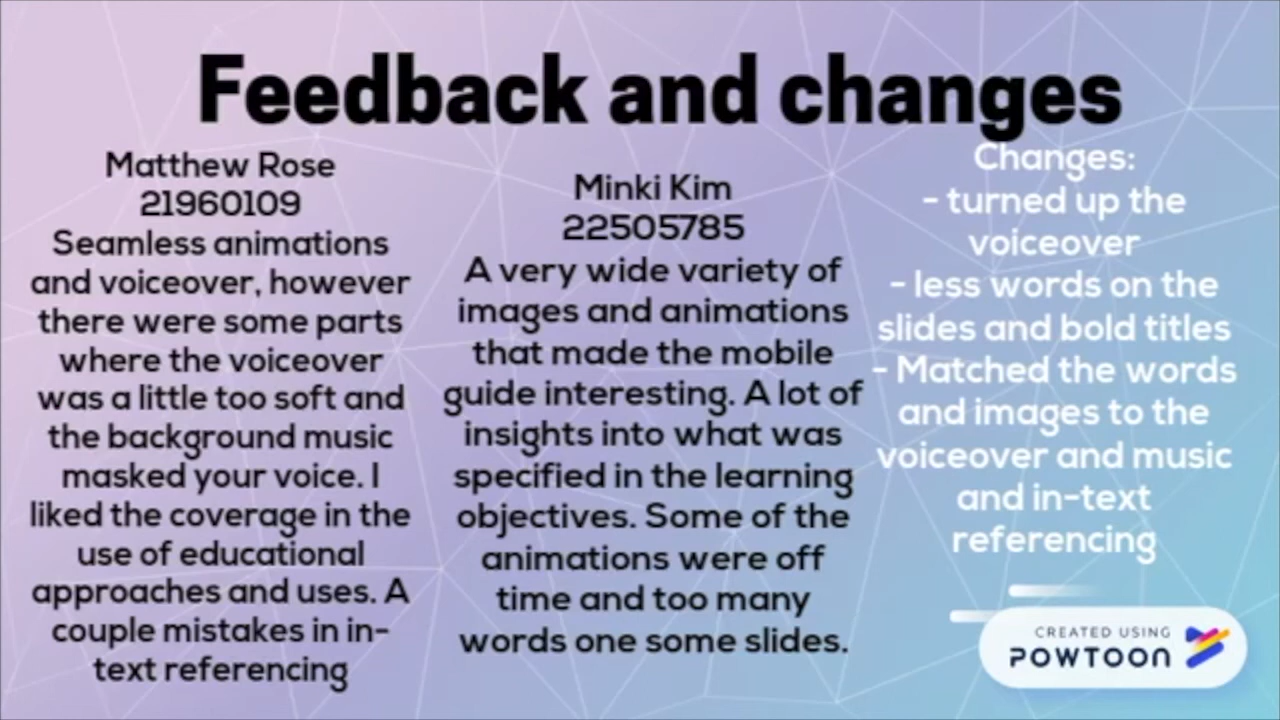 Feedback and changes
Matthew Rose
21960109
Seamless animations
and voiceover, however
there were some parts
where the voiceover
was a little too soft and
the background music
masked your voice. I
liked the coverage in the
use of educational
approaches and uses. A
couple mistakes in in-
text referencing
Minki Kim
22505785
A very wide variety of
images and animations
that made the mobile
guide interesting. A lot of
insights into what was
specified in the learning
objectives. Some of the
animations were off
time and too many
words one some slides.
Changes:
- turned up the
voiceover
- less words on the
slides and bold titles
- Matched the words
and images to the
voiceover and music
and in-text
referencing
CREATED USING
POWTOON